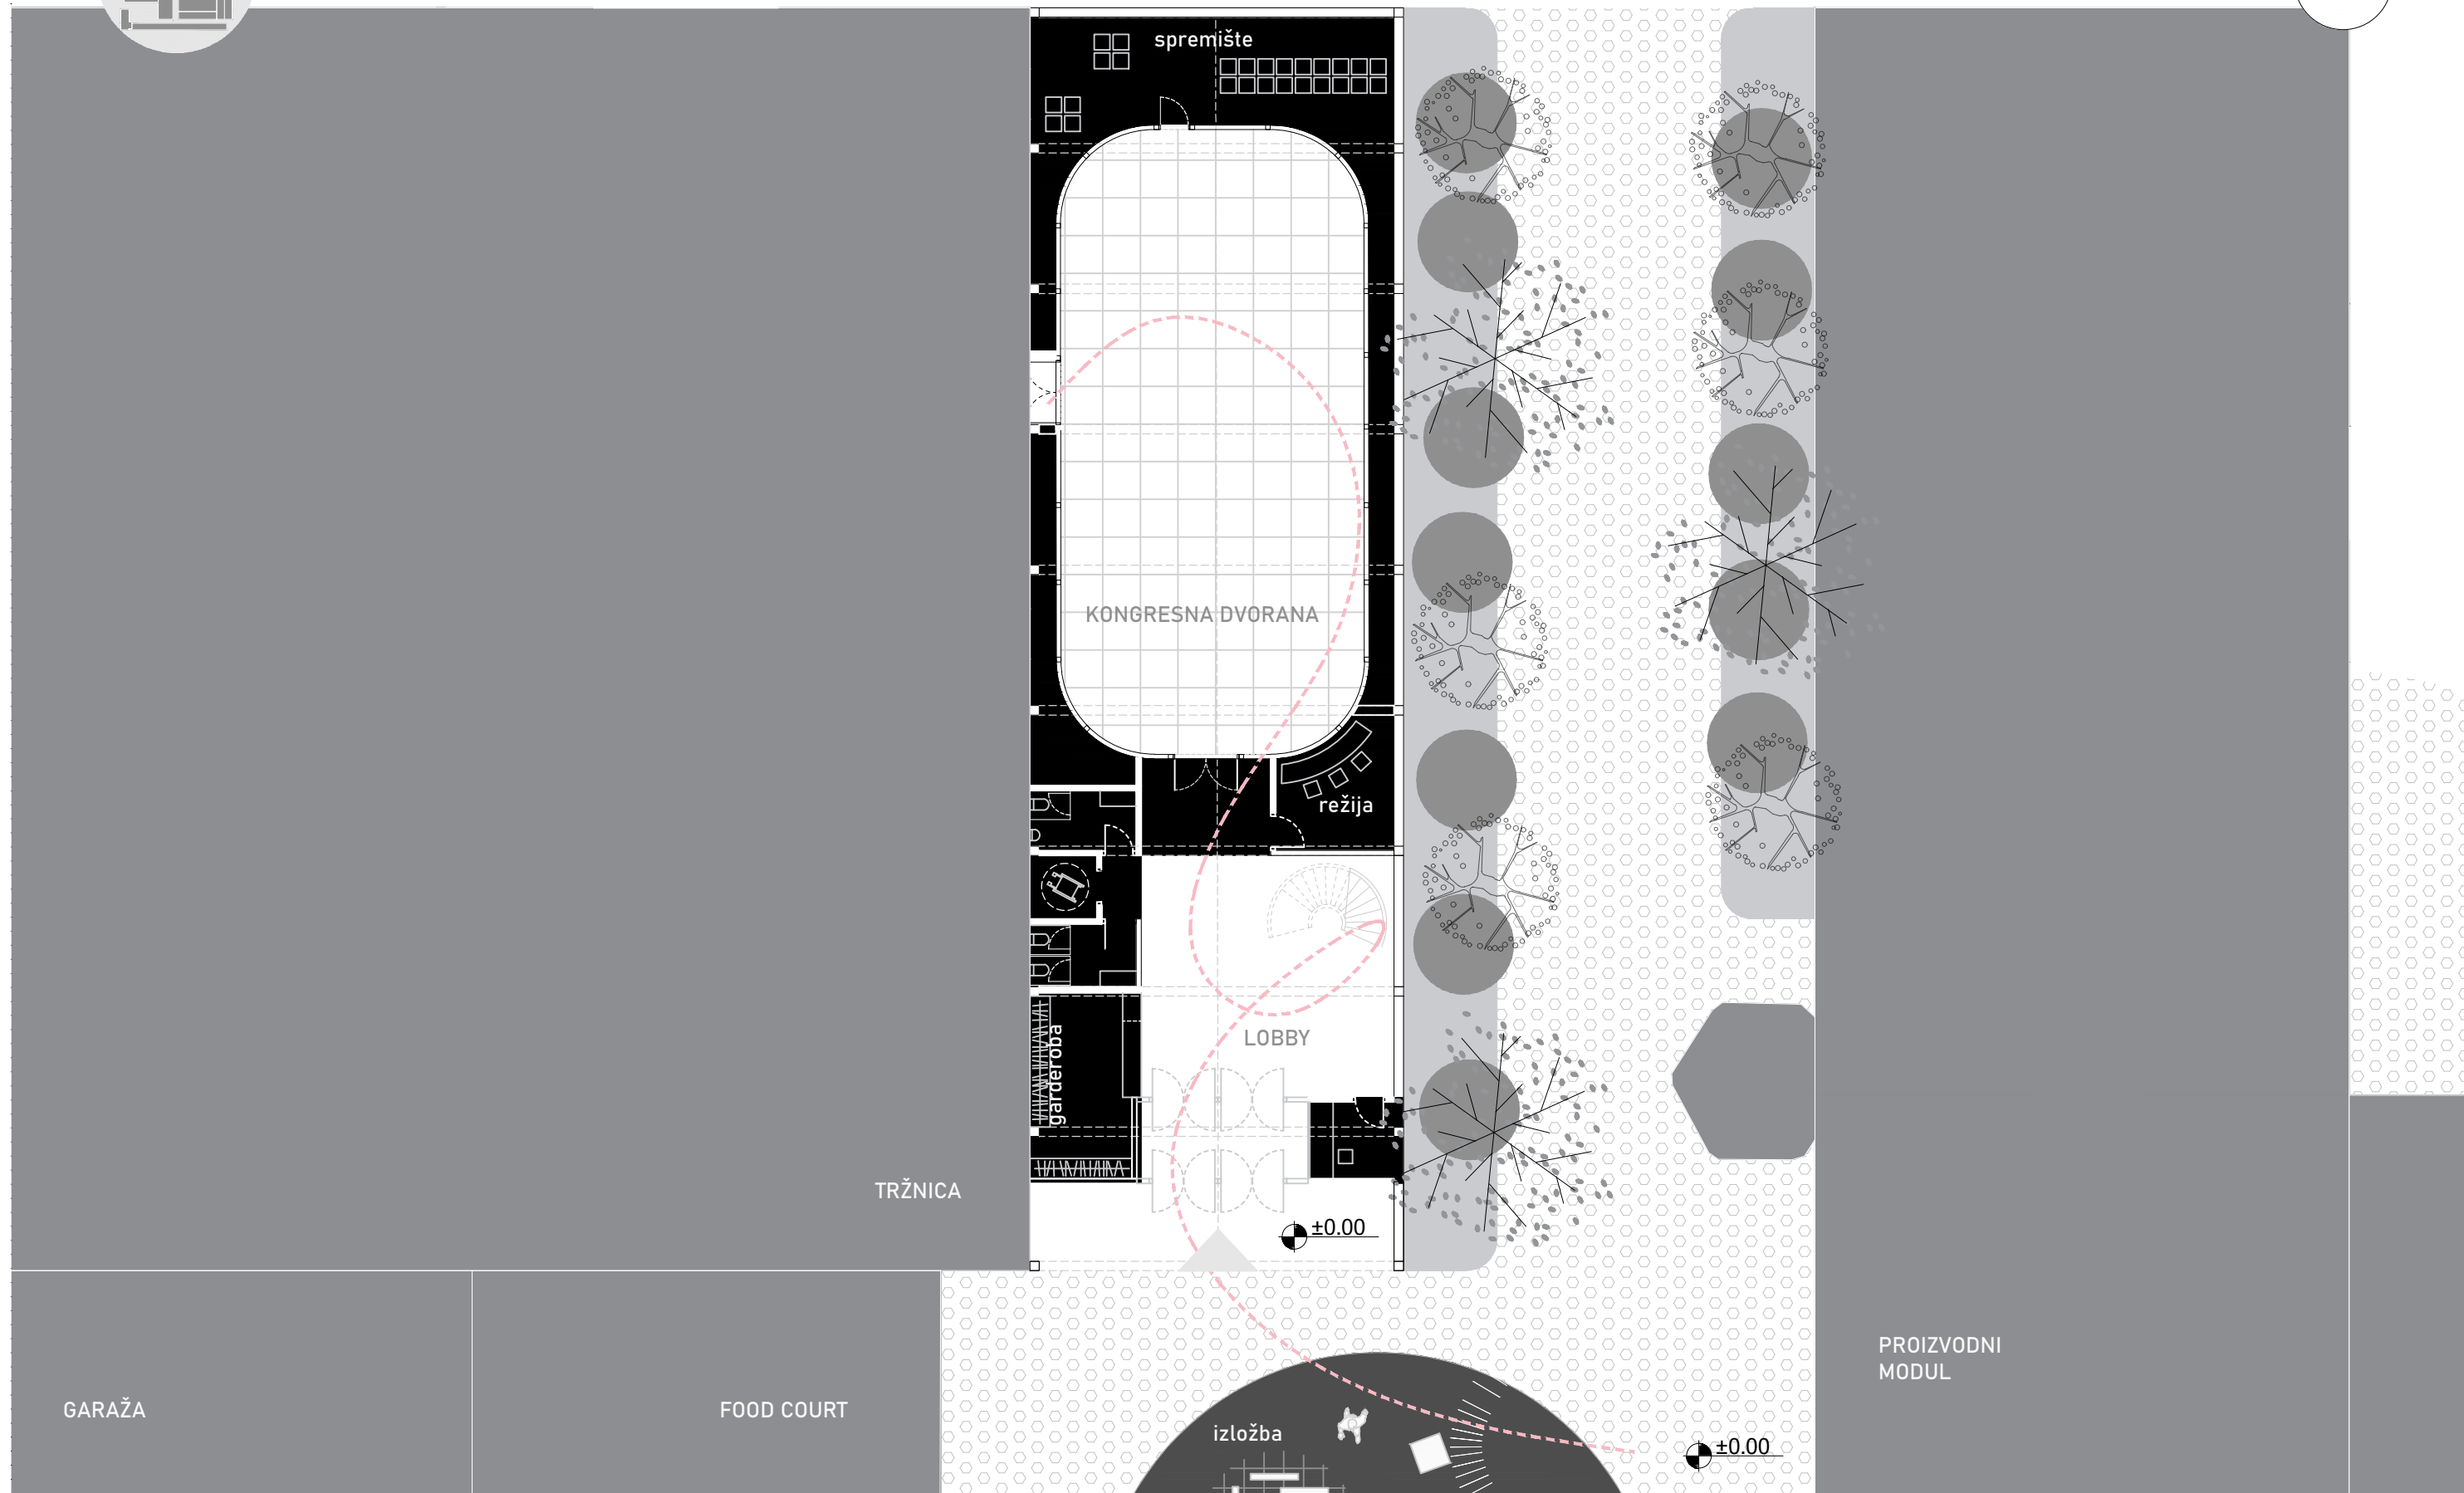 spremište
KONGRESNA DVORANA
režija
LOBBY
garderoba
TRŽNICA
±0.00
PROIZVODNI
MODUL
GARAŽA
FOOD COURT
izložba
±0.00